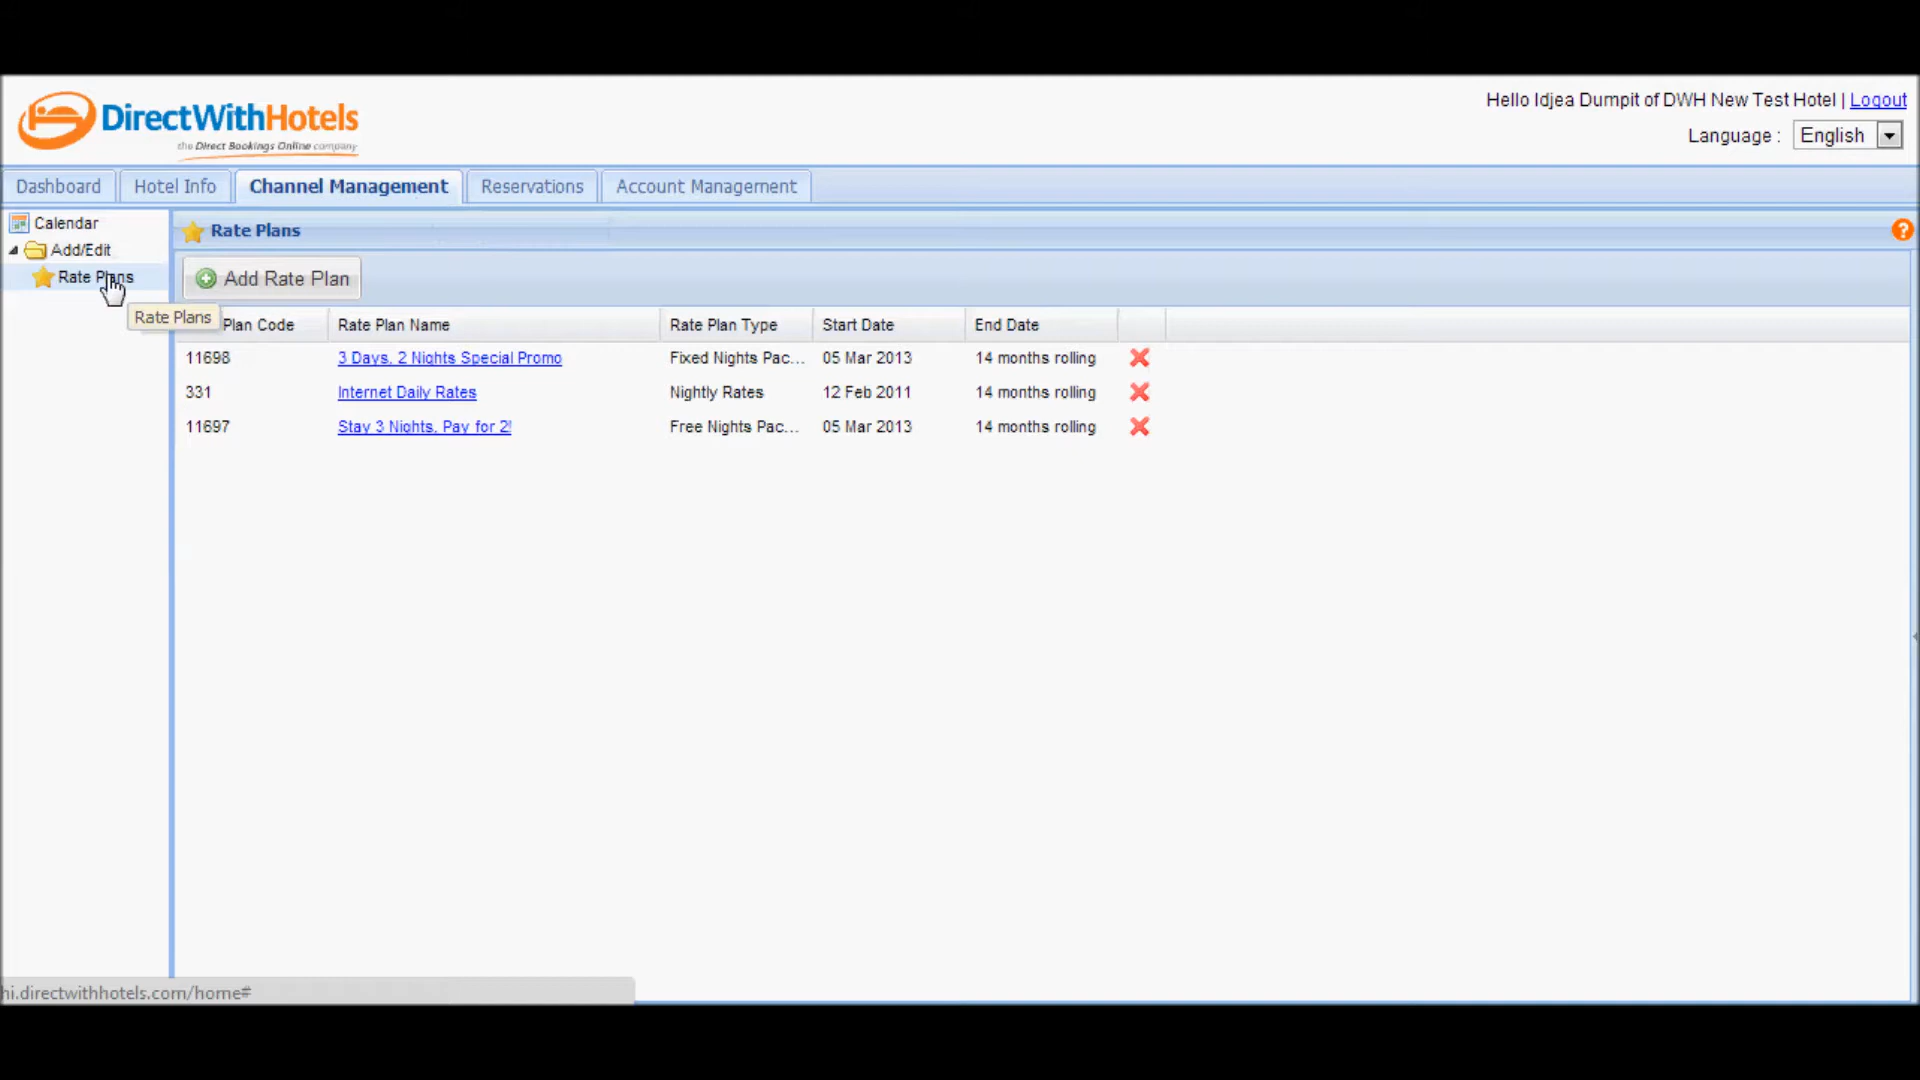 DirectWithHotels
the Direct Bookings Online company
Hello Idjea Dumpit of DWH New Test Hotel | Logout
Language : English
Dashboard Hotel Info Channel Management Reservations Account Management
Calendar
Add/Edit
Rate Plans
Rate Plans
Rate Plans
Add Rate Plan
Plan Code Rate Plan Name Rate Plan Type Start Date End Date
11698 3 Days, 2 Nights Special Promo Fixed Nights Pac... 05 Mar 2013 14 months rolling
331 Internet Daily Rates Nightly Rates 12 Feb 2011 14 months rolling
11697 Stay 3 Nights, Pay for 2! Free Nights Pac... 05 Mar 2013 14 months rolling
hi.directwithhotels.com/home#